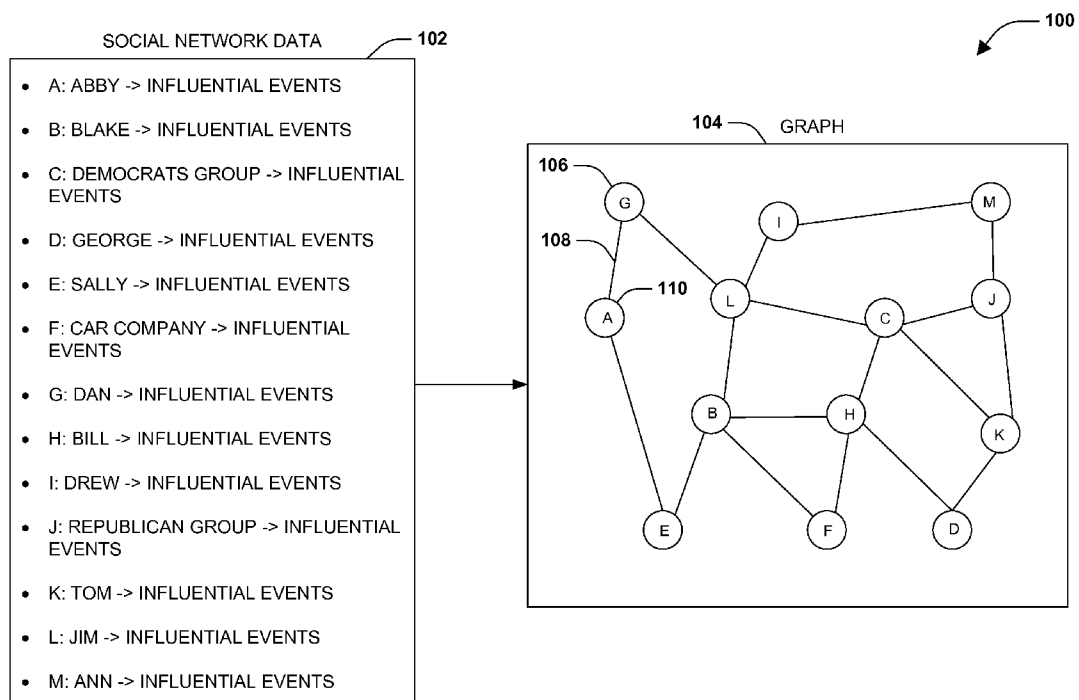 100
SOCIAL NETWORK DATA
102
• A: ABBY -> INFLUENTIAL EVENTS
• B: BLAKE -> INFLUENTIAL EVENTS
• C: DEMOCRATS GROUP -> INFLUENTIAL
EVENTS
• D: GEORGE -> INFLUENTIAL EVENTS
• E: SALLY -> INFLUENTIAL EVENTS
• F: CAR COMPANY -> INFLUENTIAL
EVENTS
• G: DAN -> INFLUENTIAL EVENTS
• H: BILL -> INFLUENTIAL EVENTS
• I: DREW -> INFLUENTIAL EVENTS
• J: REPUBLICAN GROUP -> INFLUENTIAL
EVENTS
• K: TOM -> INFLUENTIAL EVENTS
• L: JIM -> INFLUENTIAL EVENTS
• M: ANN -> INFLUENTIAL EVENTS
104
GRAPH
106
G
I
M
108
110
A
L
C
J
B
H
K
E
F
D